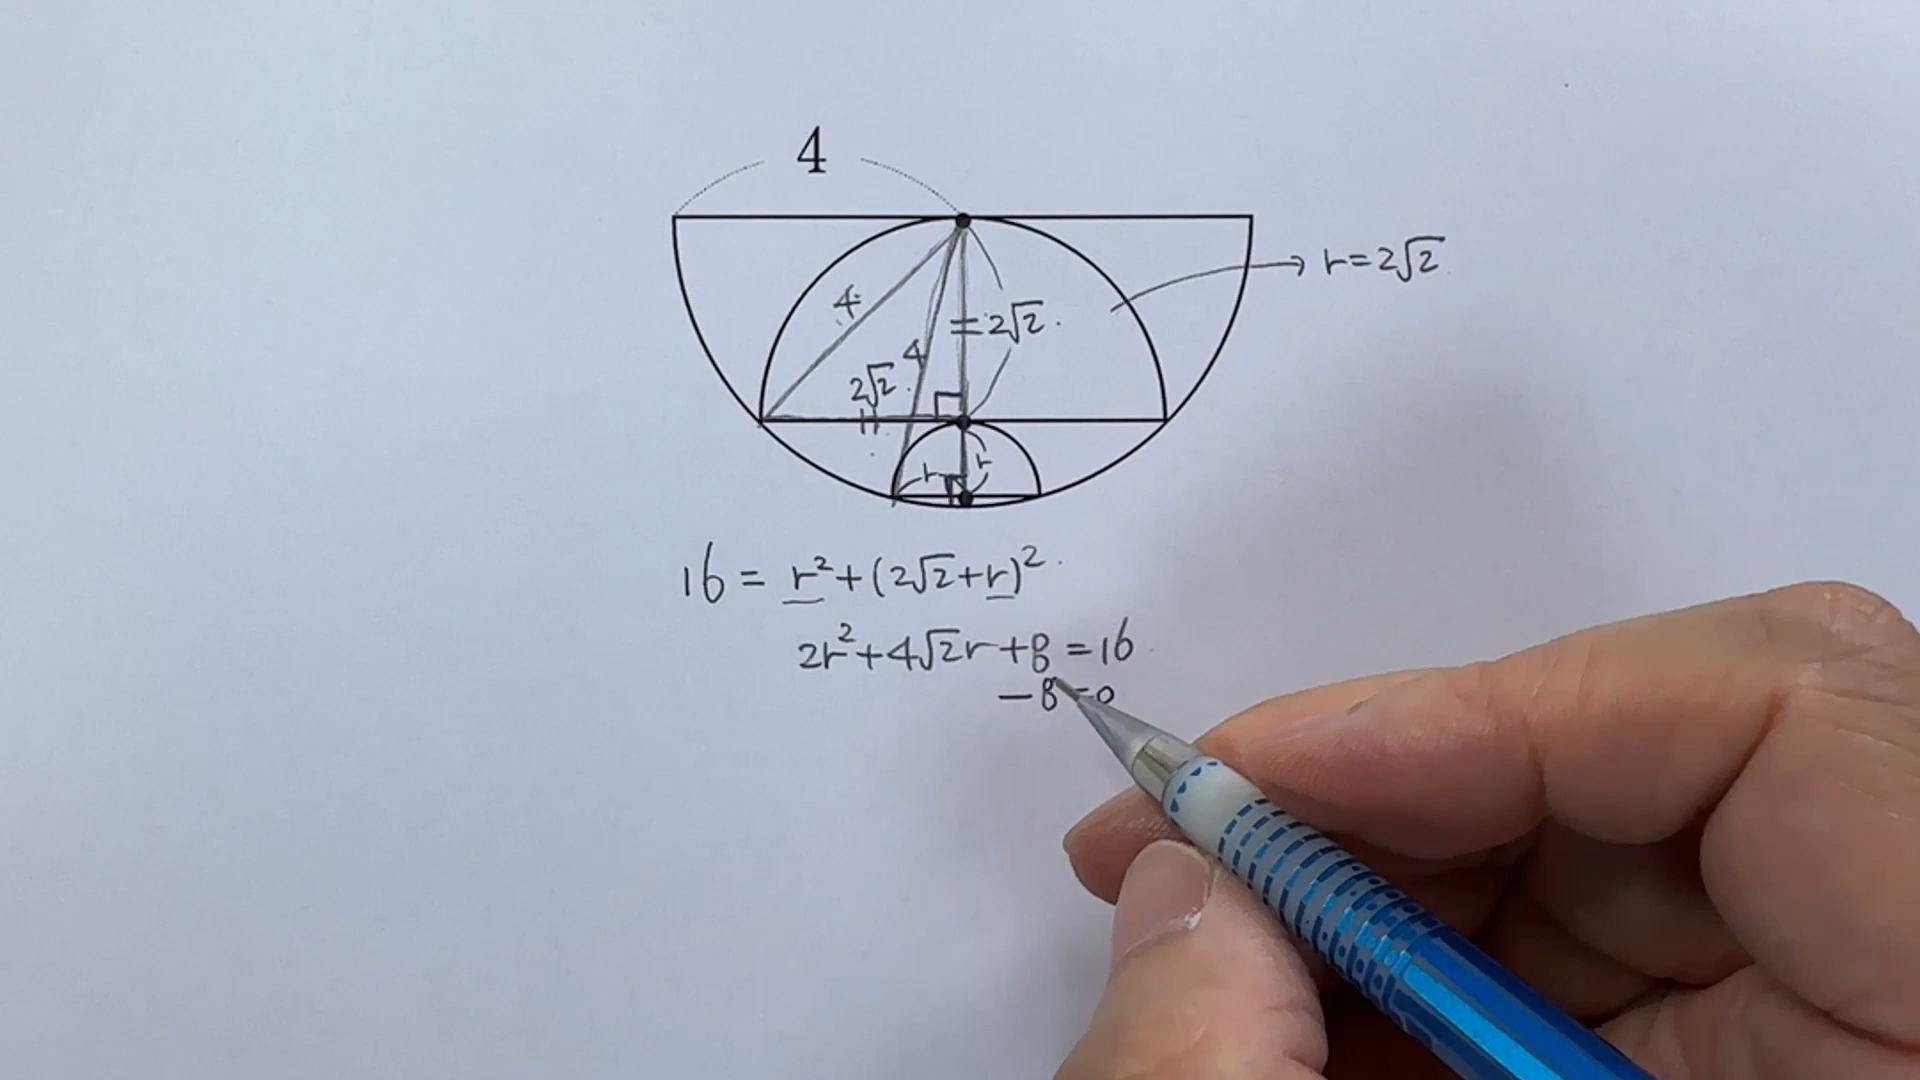 4
r=2√2
4
=2√2.
4
2√2
r
r
16 = r²+(2√2+r)²
2r²+4√2r+8=16
-8=0